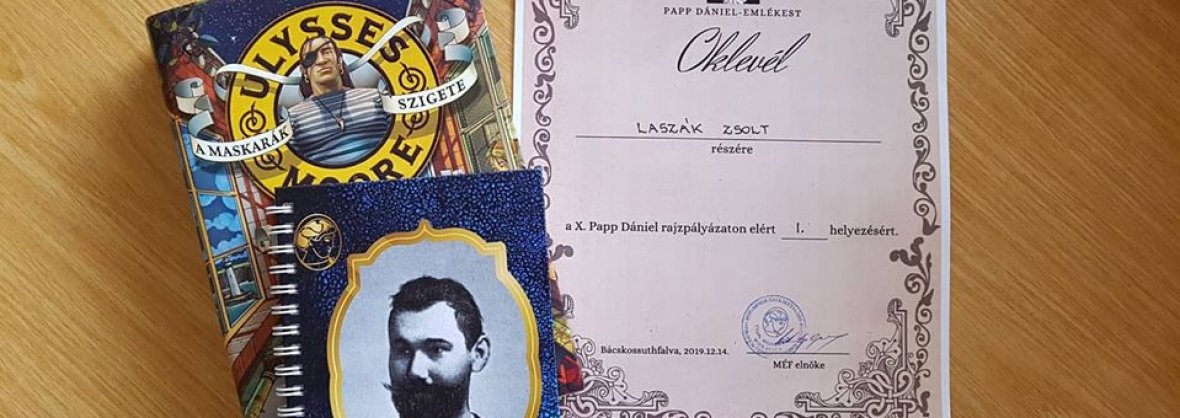 ULYSSES
MOORE
A MASKARÁK
SZIGETE
PAPP DÁNIEL-EMLÉKEST
Oklevél
LASZÁK ZSOLT
részére
a X. Papp Dániel rajzpályázaton elért I. helyezésért.
Bácskossuthfalva, 2019.12.14.
MÉF elnöke